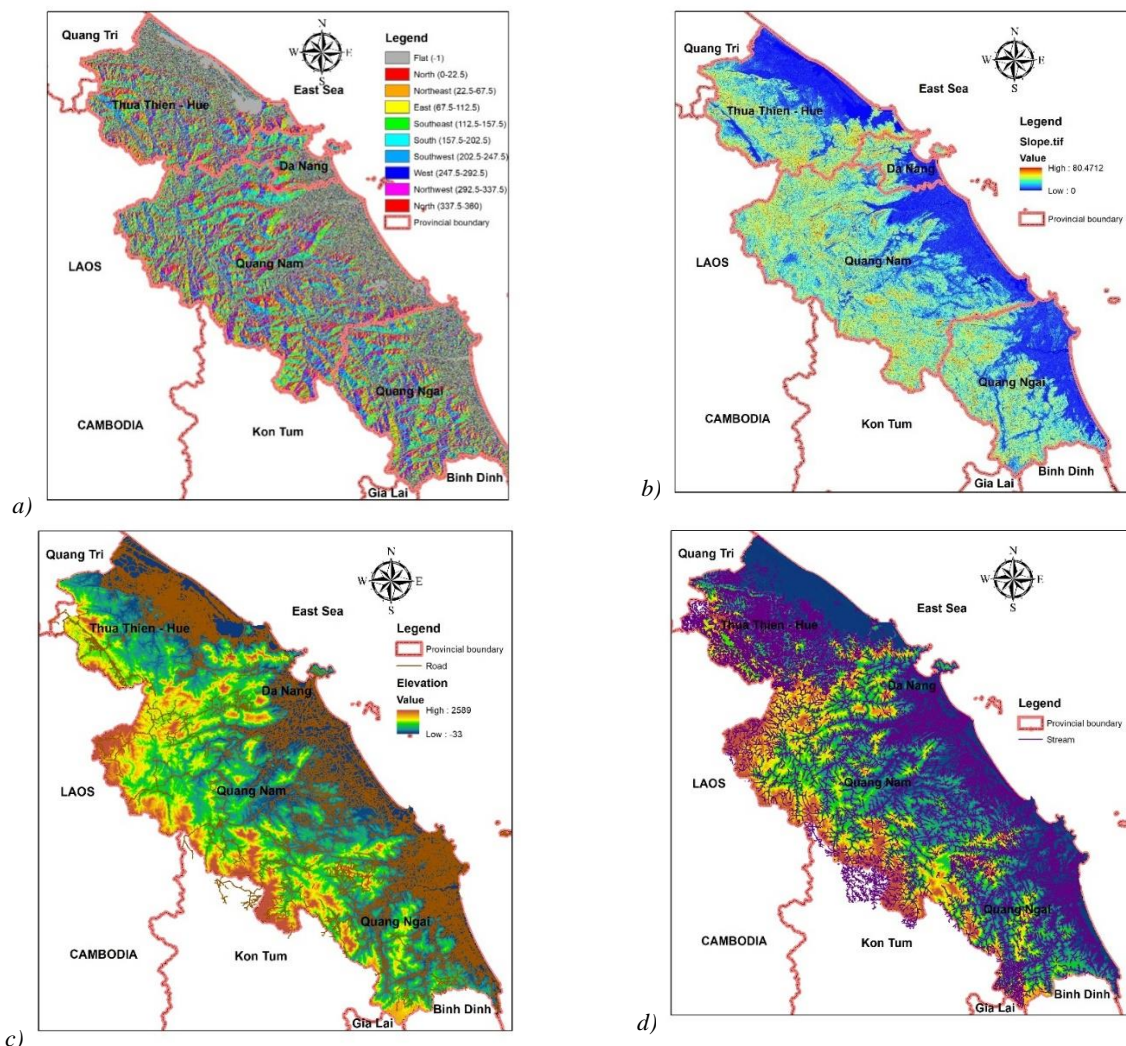 Quang Tri
Thua Thien - Hue
East Sea
Da Nang
Quang Nam
LAOS
Quang Ngai
CAMBODIA
Kon Tum
Gia Lai
Binh Dinh
N
W E
S
Legend
Flat (-1)
North (0-22.5)
Northeast (22.5-67.5)
East (67.5-112.5)
Southeast (112.5-157.5)
South (157.5-202.5)
Southwest (202.5-247.5)
West (247.5-292.5)
Northwest (292.5-337.5)
North (337.5-360)
Provincial boundary
a)
Quang Tri
Thua Thien - Hue
East Sea
Da Nang
Quang Nam
LAOS
Quang Ngai
CAMBODIA
Kon Tum
Gia Lai
Binh Dinh
N
W E
S
Legend
Slope.tif
Value
High : 80.4712
Low : 0
Provincial boundary
b)
Quang Tri
Thua Thien - Hue
East Sea
Da Nang
Quang Nam
LAOS
Quang Ngai
CAMBODIA
Kon Tum
Gia Lai
Binh Dinh
N
W E
S
Legend
Provincial boundary
Road
Elevation
Value
High : 2589
Low : -33
c)
Quang Tri
Thua Thien - Hue
East Sea
Da Nang
Quang Nam
LAOS
Quang Ngai
CAMBODIA
Kon Tum
Gia Lai
Binh Dinh
N
W E
S
Legend
Provincial boundary
Stream
d)